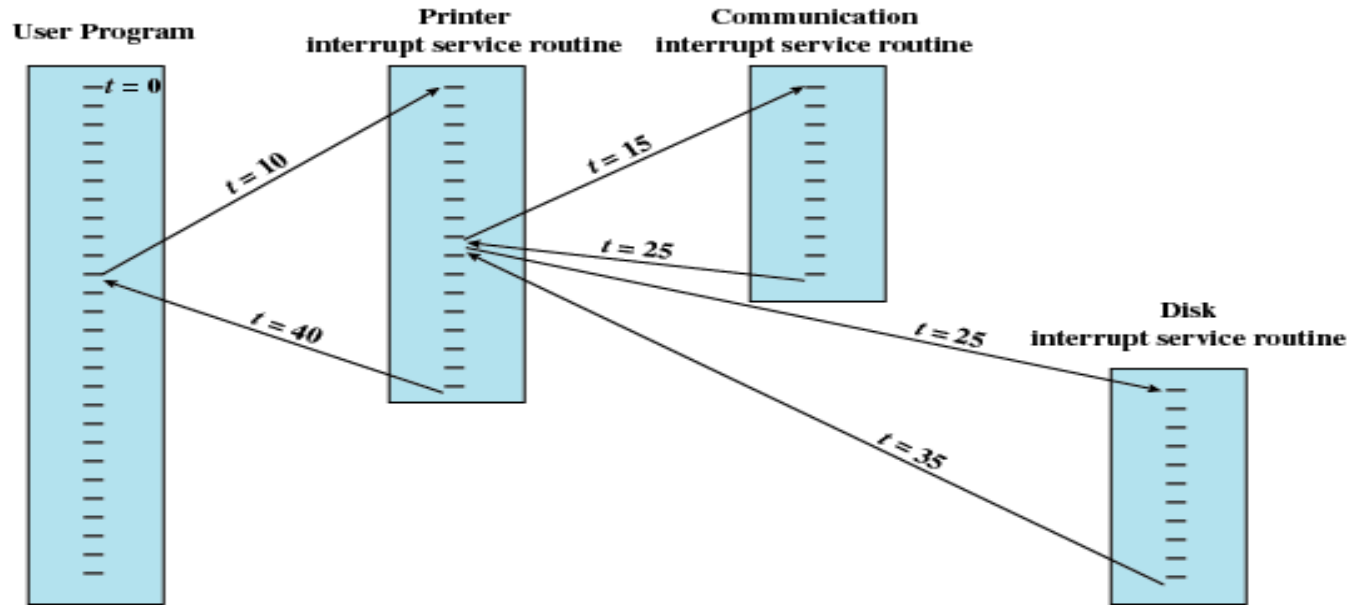 User Program
Printer
interrupt service routine
Communication
interrupt service routine
t = 0
t = 10
t = 15
t = 25
t = 40
t = 25
Disk
interrupt service routine
t = 35